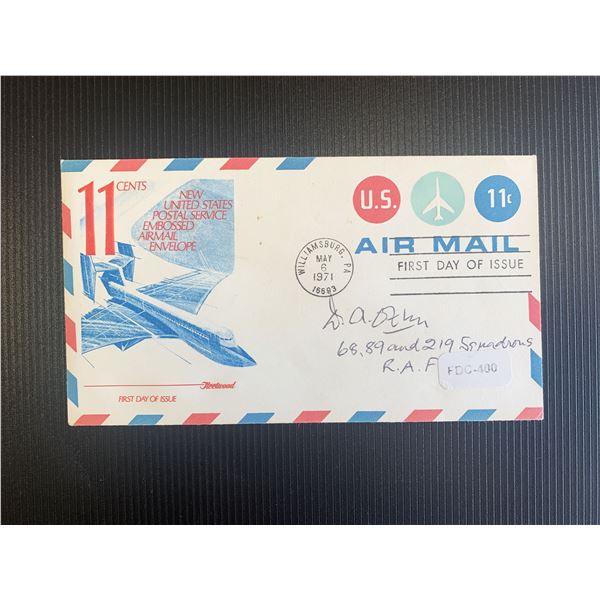 11 CENTS
NEW
UNITED STATES
POSTAL SERVICE
EMBOSSED
AIRMAIL
ENVELOPE
Fleetwood
FIRST DAY OF ISSUE
U.S.
11c
AIR MAIL
FIRST DAY OF ISSUE
WILLIAMSBURG, PA
MAY
6
1971
16693
D. A.
68, 89 and 219 Squadrons
R. A. F
FDC-400